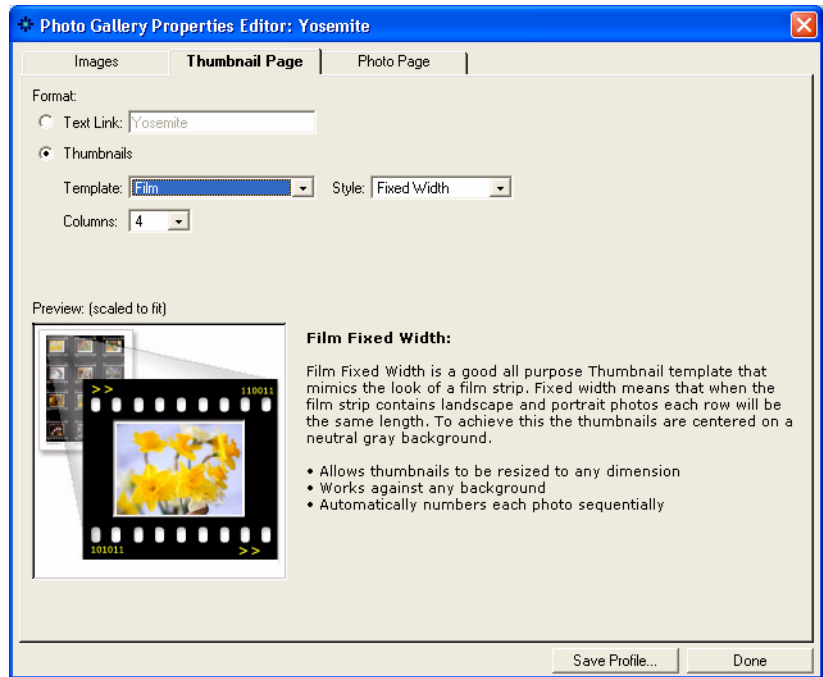 Photo Gallery Properties Editor: Yosemite
Images Thumbnail Page Photo Page
Format:
Text Link: Yosemite
Thumbnails
Template: Film Style: Fixed Width
Columns: 4
Preview: (scaled to fit)
>> 110011
101011 >>
Film Fixed Width:
Film Fixed Width is a good all purpose Thumbnail template that
mimics the look of a film strip. Fixed width means that when the
film strip contains landscape and portrait photos each row will be
the same length. To achieve this the thumbnails are centered on a
neutral gray background.
• Allows thumbnails to be resized to any dimension
• Works against any background
• Automatically numbers each photo sequentially
Save Profile... Done